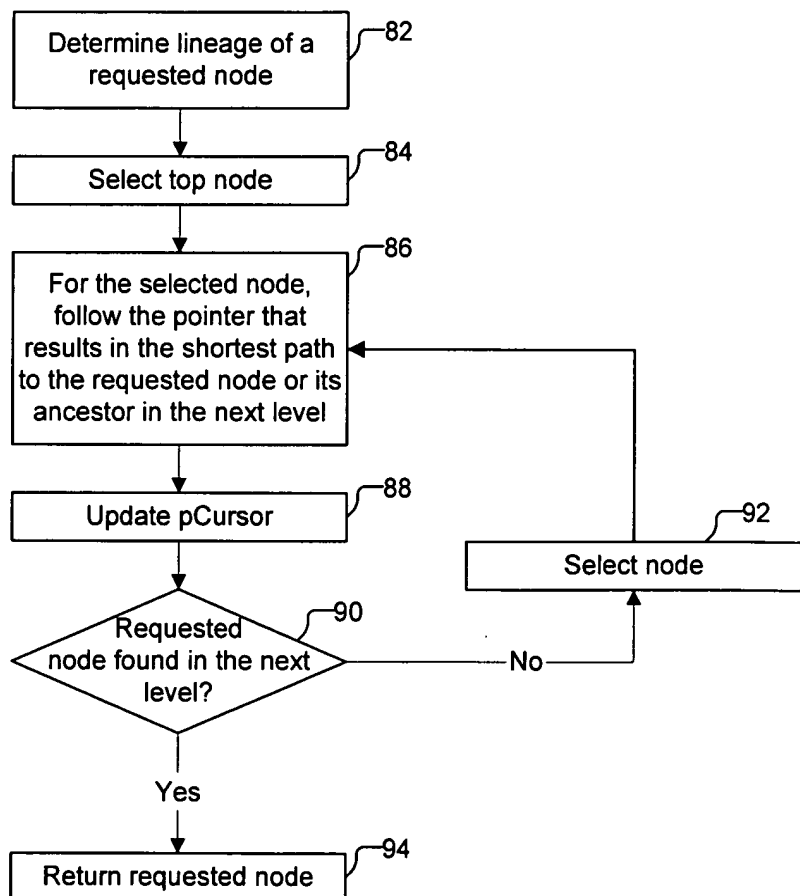 Determine lineage of a
requested node
82
Select top node
84
For the selected node,
follow the pointer that
results in the shortest path
to the requested node or its
ancestor in the next level
86
Update pCursor
88
Select node
92
Requested
node found in the next
level?
90
No
Yes
Return requested node
94